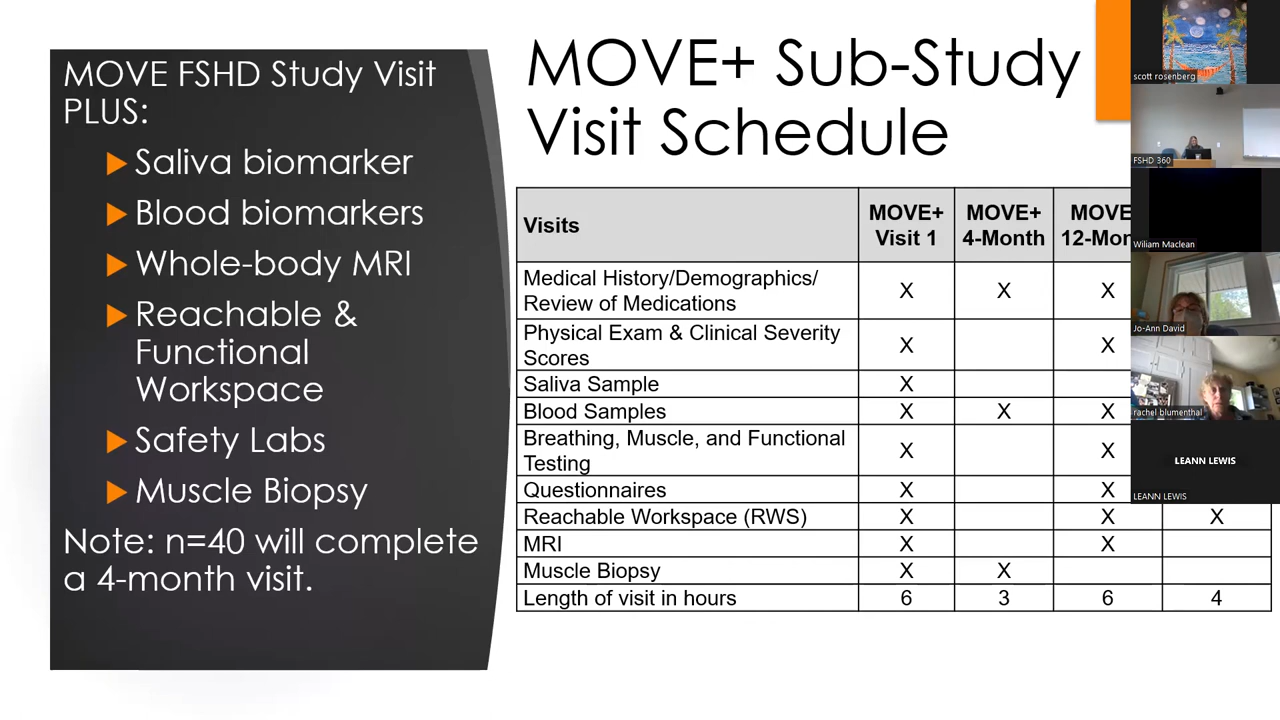 MOVE FSHD Study Visit
PLUS:
Saliva biomarker
Blood biomarkers
Whole-body MRI
Reachable &
Functional
Workspace
Safety Labs
Muscle Biopsy
Note: n=40 will complete
a 4-month visit.
MOVE+ Sub-Study
Visit Schedule
Visits MOVE+ Visit 1 MOVE+ 4-Month MOVE 12-Mon
Medical History/Demographics/
Review of Medications X X X
Physical Exam & Clinical Severity
Scores X X
Saliva Sample X
Blood Samples X X X
Breathing, Muscle, and Functional
Testing X X
Questionnaires X X
Reachable Workspace (RWS) X X X
MRI X X
Muscle Biopsy X X
Length of visit in hours 6 3 6 4
scott rosenberg
FSHD 360
Wiliam Maclean
Jo-Ann David
rachel blumenthal
LEANN LEWIS
LEANN LEWIS